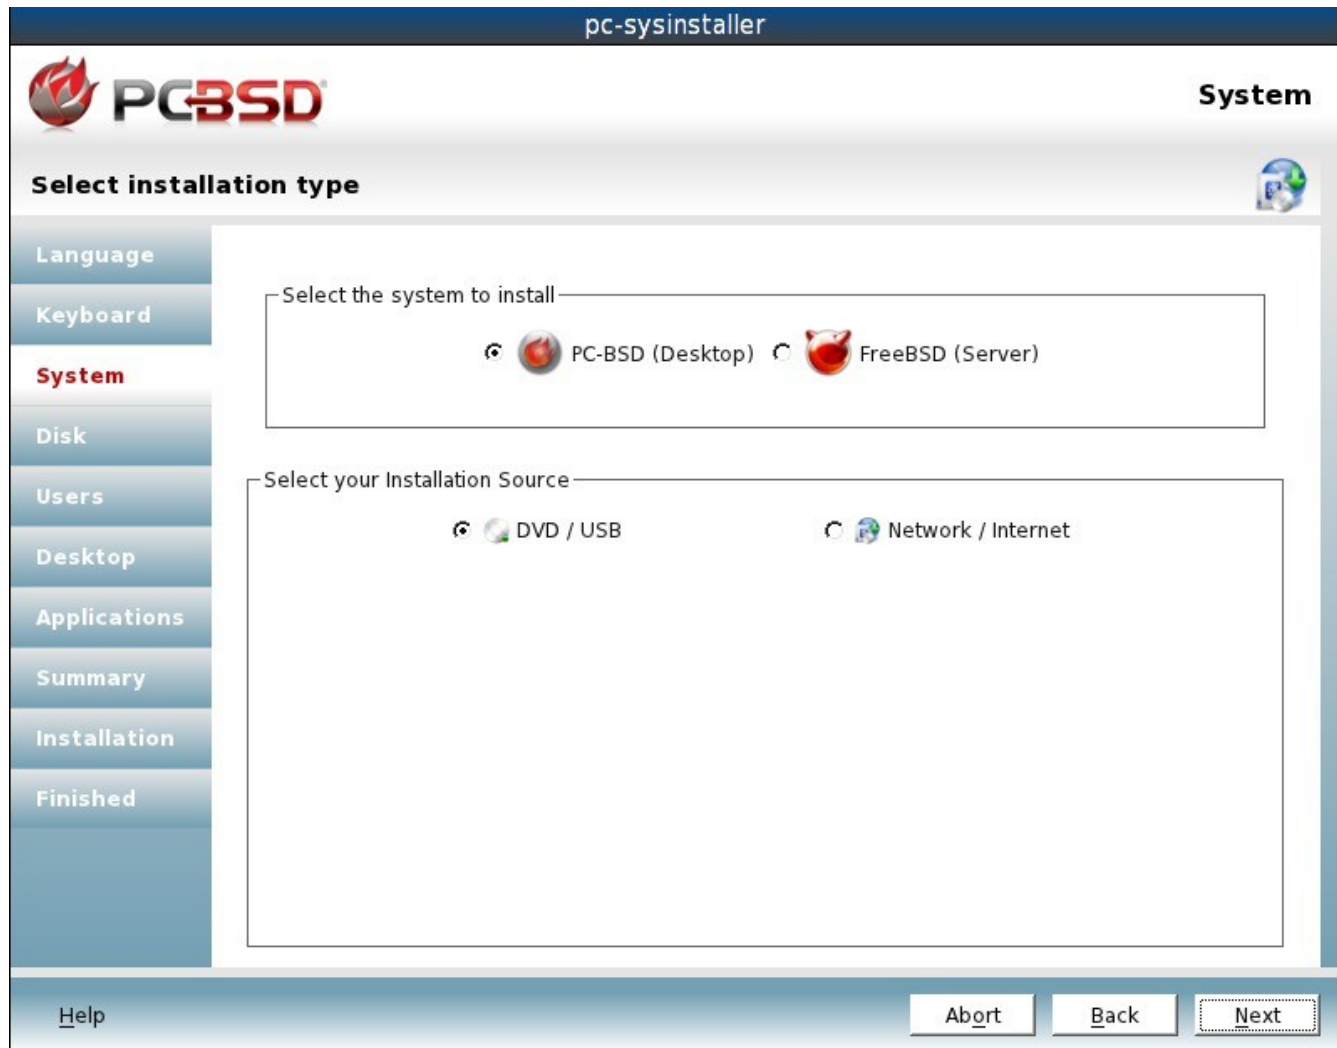 pc-sysinstaller
PCBSD
System
Select installation type
Language
Keyboard
System
Disk
Users
Desktop
Applications
Summary
Installation
Finished
Select the system to install
PC-BSD (Desktop) FreeBSD (Server)
Select your Installation Source
DVD / USB Network / Internet
Help Abort Back Next